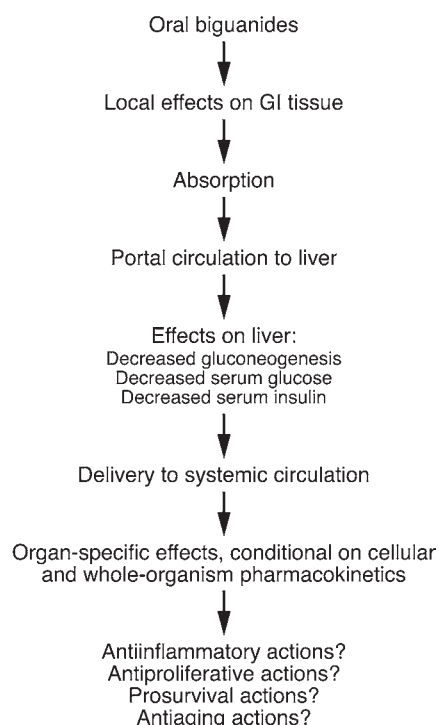 Oral biguanides
Local effects on GI tissue
Absorption
Portal circulation to liver
Effects on liver:
Decreased gluconeogenesis
Decreased serum glucose
Decreased serum insulin
Delivery to systemic circulation
Organ-specific effects, conditional on cellular
and whole-organism pharmacokinetics
Antiinflammatory actions?
Antiproliferative actions?
Prosurvival actions?
Antiaging actions?